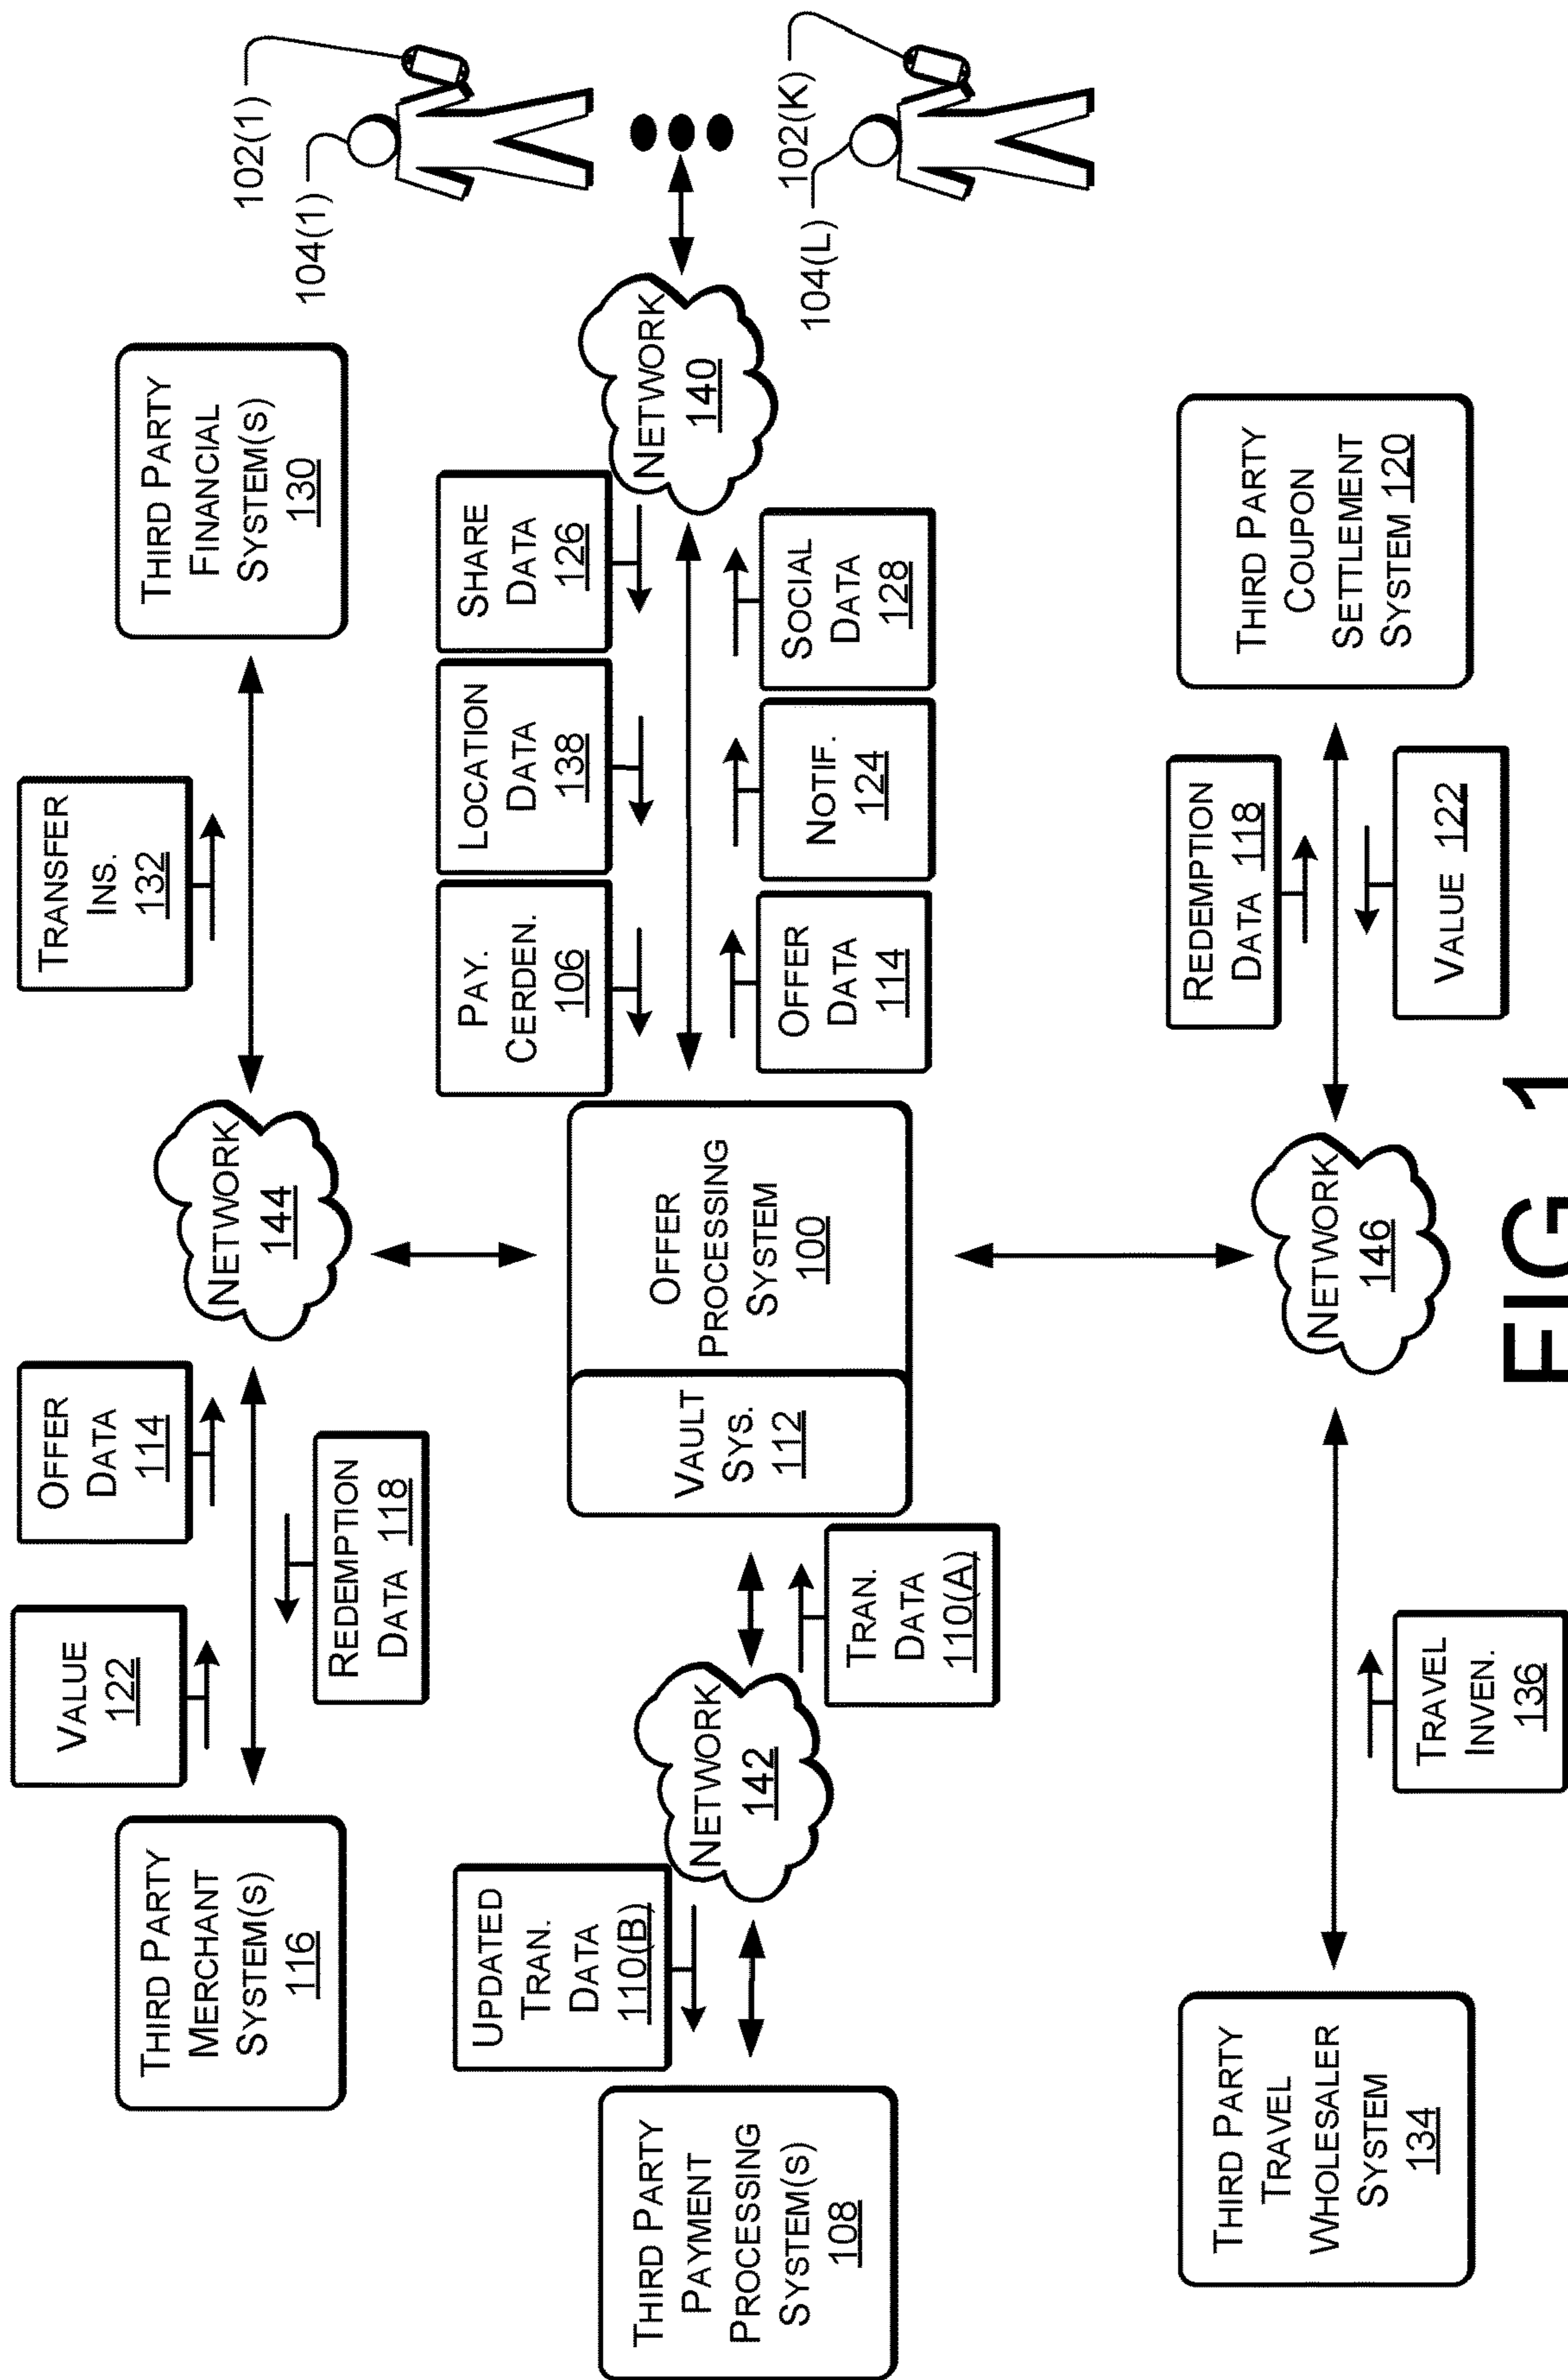 VALUE
122
OFFER
DATA
114
TRANSFER
INS.
132
THIRD PARTY
MERCHANT
SYSTEM(S)
116
REDEMPTION
DATA 118
NETWORK
144
THIRD PARTY
FINANCIAL
SYSTEM(S)
130
102(1)
104(1)
UPDATED
TRAN.
DATA
110(B)
PAY.
CERDEN.
106
LOCATION
DATA
138
SHARE
DATA
126
THIRD PARTY
PAYMENT
PROCESSING
SYSTEM(S)
108
NETWORK
142
VAULT
SYS.
112
OFFER
PROCESSING
SYSTEM
100
NETWORK
140
TRAN.
DATA
110(A)
OFFER
DATA
114
NOTIF.
124
SOCIAL
DATA
128
102(K)
104(L)
THIRD PARTY
TRAVEL
WHOLESALER
SYSTEM
134
TRAVEL
INVEN.
136
NETWORK
146
REDEMPTION
DATA 118
VALUE 122
THIRD PARTY
COUPON
SETTLEMENT
SYSTEM 120
FIG. 1